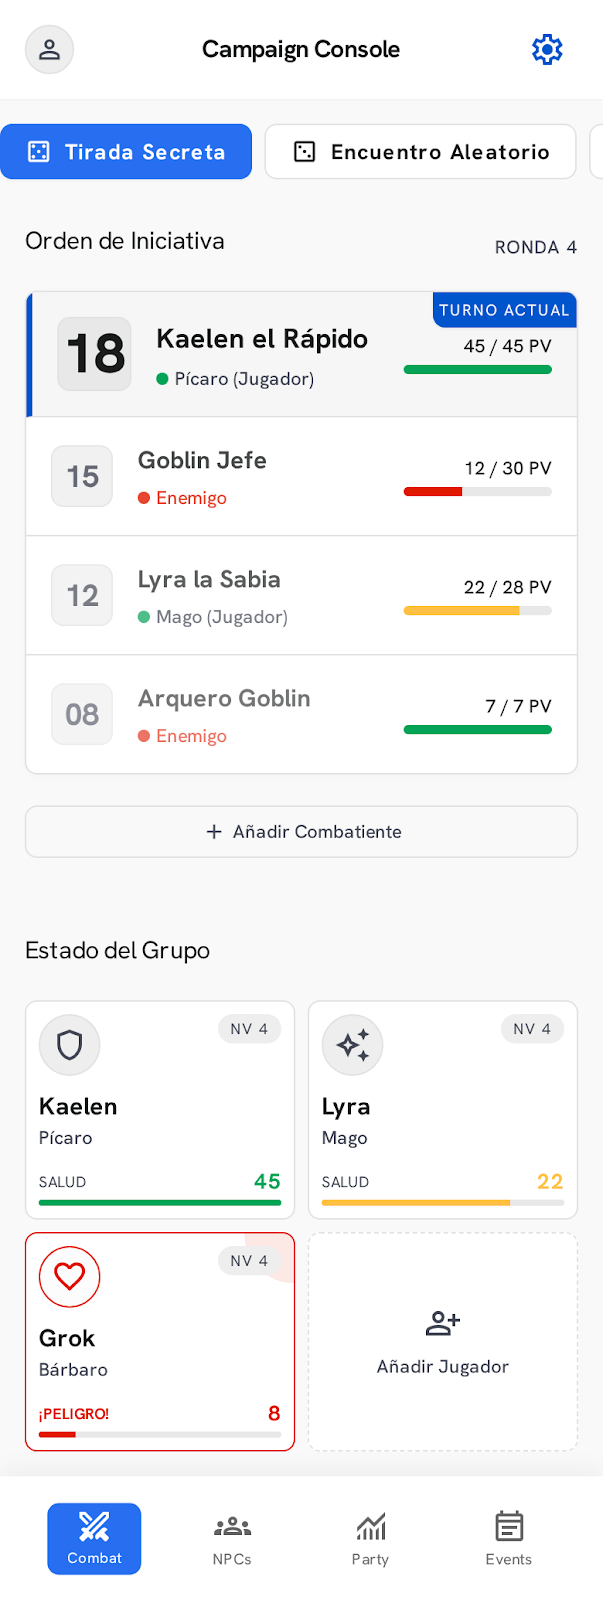 Campaign Console
Tirada Secreta
Encuentro Aleatorio
Orden de Iniciativa
RONDA 4
TURNO ACTUAL
18
Kaelen el Rápido
Pícaro (Jugador)
45 / 45 PV
15
Goblin Jefe
Enemigo
12 / 30 PV
12
Lyra la Sabia
Mago (Jugador)
22 / 28 PV
08
Arquero Goblin
Enemigo
7 / 7 PV
+ Añadir Combatiente
Estado del Grupo
NV 4
Kaelen
Pícaro
SALUD 45
NV 4
Lyra
Mago
SALUD 22
NV 4
Grok
Bárbaro
¡PELIGRO! 8
Añadir Jugador
Combat
NPCs
Party
Events